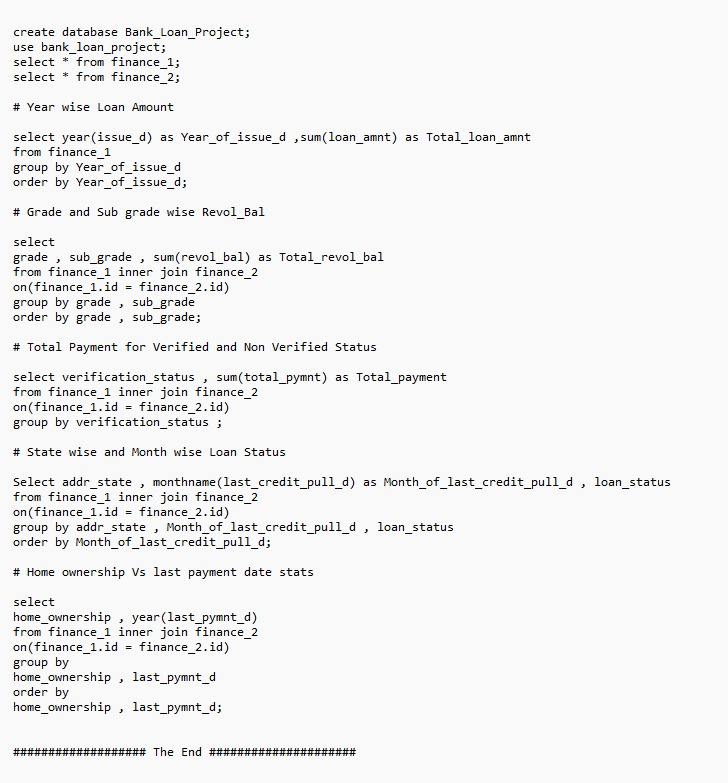 create database Bank_Loan_Project;
use bank_loan_project;
select * from finance_1;
select * from finance_2;
# Year wise Loan Amount
select year(issue_d) as Year_of_issue_d ,sum(loan_amnt) as Total_loan_amnt
from finance_1
group by Year_of_issue_d
order by Year_of_issue_d;
# Grade and Sub grade wise Revol_Bal
select
grade , sub_grade , sum(revol_bal) as Total_revol_bal
from finance_1 inner join finance_2
on(finance_1.id = finance_2.id)
group by grade , sub_grade
order by grade , sub_grade;
# Total Payment for Verified and Non Verified Status
select verification_status , sum(total_pymnt) as Total_payment
from finance_1 inner join finance_2
on(finance_1.id = finance_2.id)
group by verification_status ;
# State wise and Month wise Loan Status
Select addr_state , monthname(last_credit_pull_d) as Month_of_last_credit_pull_d , loan_status
from finance_1 inner join finance_2
on(finance_1.id = finance_2.id)
group by addr_state , Month_of_last_credit_pull_d , loan_status
order by Month_of_last_credit_pull_d;
# Home ownership Vs last payment date stats
select
home_ownership , year(last_pymnt_d)
from finance_1 inner join finance_2
on(finance_1.id = finance_2.id)
group by
home_ownership , last_pymnt_d
order by
home_ownership , last_pymnt_d;
################### The End #####################